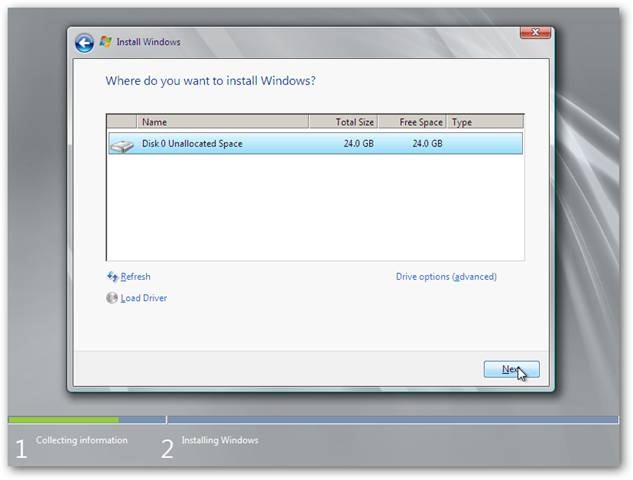 Install Windows
Where do you want to install Windows?
Name Total Size Free Space Type
Disk 0 Unallocated Space 24.0 GB 24.0 GB
Refresh Drive options (advanced)
Load Driver
Next
1 Collecting information 2 Installing Windows